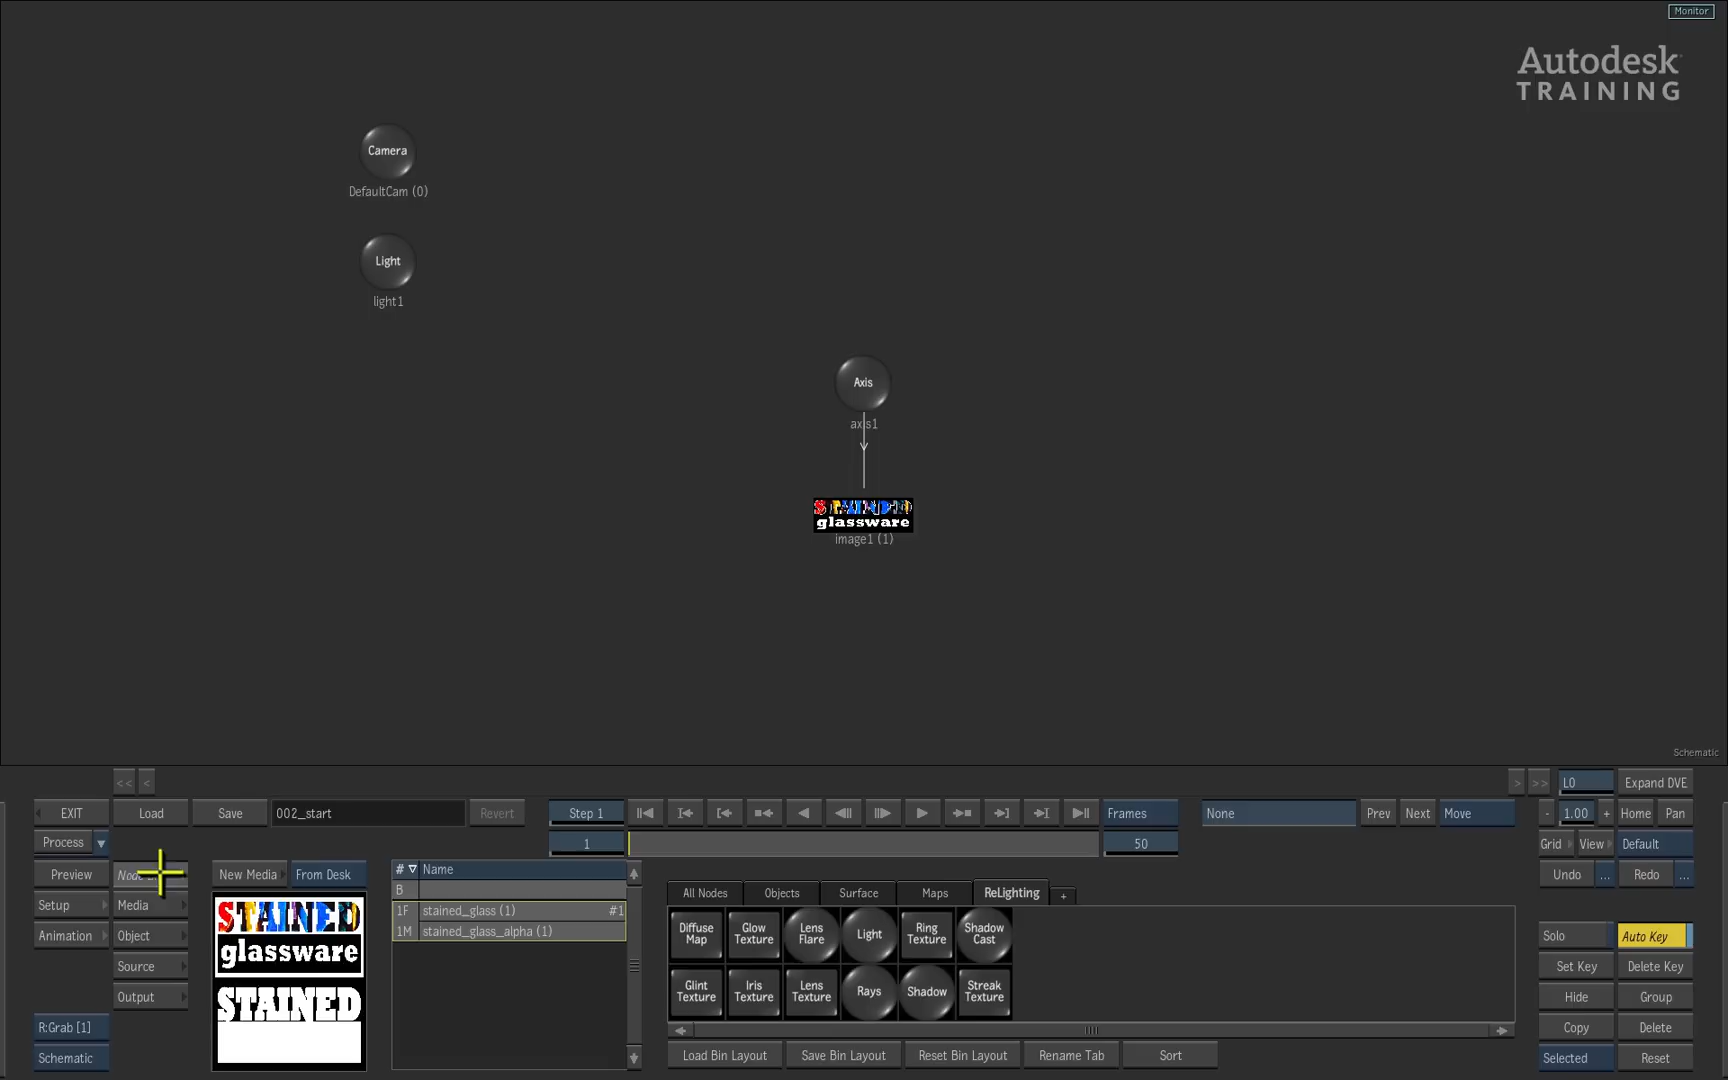 Monitor
Autodesk
TRAINING
Camera
DefaultCam (0)
Light
light1
Axis
axis1
STAINED
glassware
image1 (1)
Schematic
<< < > >> L0 Expand DVE
EXIT Load Save 002_start Revert Step 1 Frames None Prev Next Move - 1.00 + Home Pan
Process 1 50 Grid View Default
Preview New Media From Desk # Name Undo ... Redo ...
B
All Nodes Objects Surface Maps ReLighting +
Setup Media 1F stained_glass (1) #1
1M stained_glass_alpha (1)
Animation Object Solo Auto Key
Source Set Key Delete Key
Output Hide Group
R:Grab [1] Copy Delete
Schematic Selected Reset
STAINED
glassware
STAINED
Diffuse Map
Glow Texture
Lens Flare
Light
Ring Texture
Shadow Cast
Glint Texture
Iris Texture
Lens Texture
Rays
Shadow
Streak Texture
Load Bin Layout Save Bin Layout Reset Bin Layout Rename Tab Sort